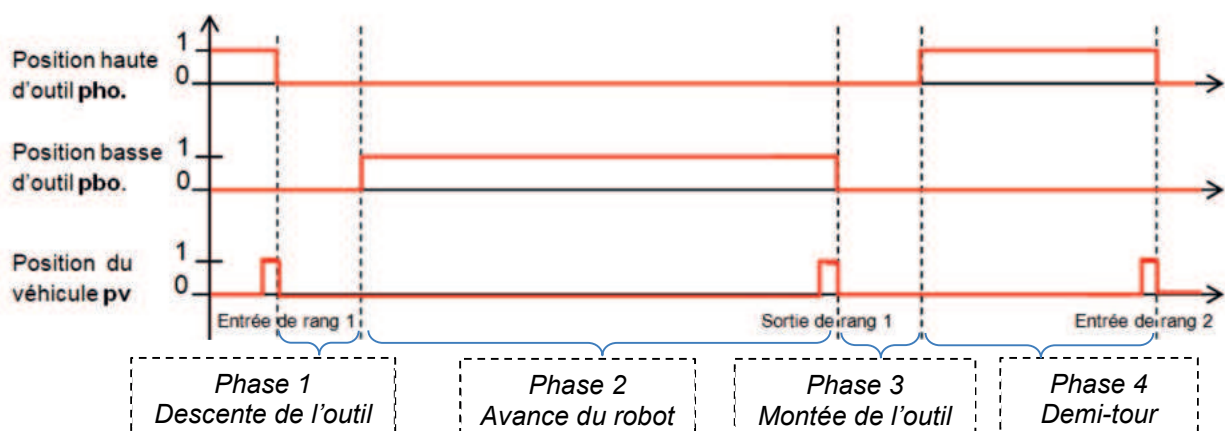 Position haute
d'outil pho.
1
0
Position basse
d'outil pbo.
1
0
Position du
véhicule pv
1
0
Entrée de rang 1
Sortie de rang 1
Entrée de rang 2
Phase 1
Descente de l'outil
Phase 2
Avance du robot
Phase 3
Montée de l'outil
Phase 4
Demi-tour